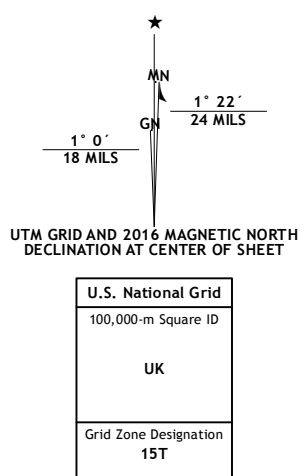 ★
MN
1° 22´
24 MILS
GN
1° 0´
18 MILS
UTM GRID AND 2016 MAGNETIC NORTH
DECLINATION AT CENTER OF SHEET
U.S. National Grid
100,000-m Square ID
UK
Grid Zone Designation
15T